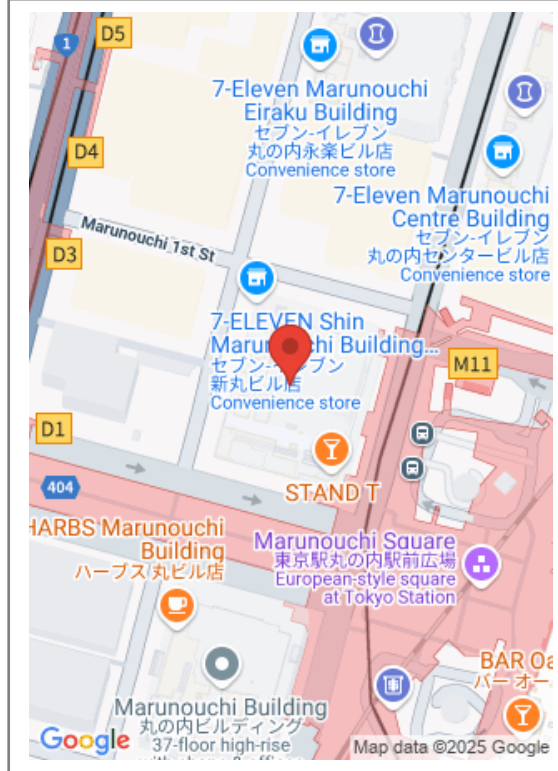 1
D5
7-Eleven Marunouchi
Eiraku Building
セブン-イレブン
丸の内永楽ビル店
Convenience store
D4
7-Eleven Marunouchi
Centre Building
セブン-イレブン
丸の内センタービル店
Convenience store
Marunouchi 1st St
D3
7-ELEVEN Shin
Building...
セブン-イレブン
新丸ビル店
Convenience store
M11
D1
STAND T
404
HARBS Marunouchi
Building
ハーブス 丸ビル店
Marunouchi Square
東京駅丸の内駅前広場
European-style square
at Tokyo Station
BAR Oa
バー オー
Marunouchi Building
丸の内ビルディング
37-floor high-rise
Google
Map data ©2025 Google